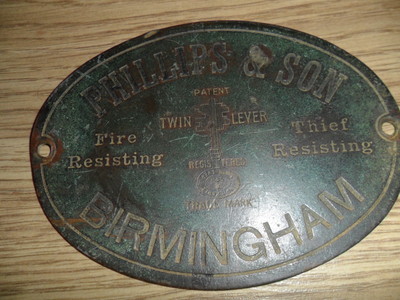 PHILLIPS & SON
PATENT
TWIN LEVER
Fire Resisting
Thief Resisting
REGISTERED
TRADE MARK
BIRMINGHAM